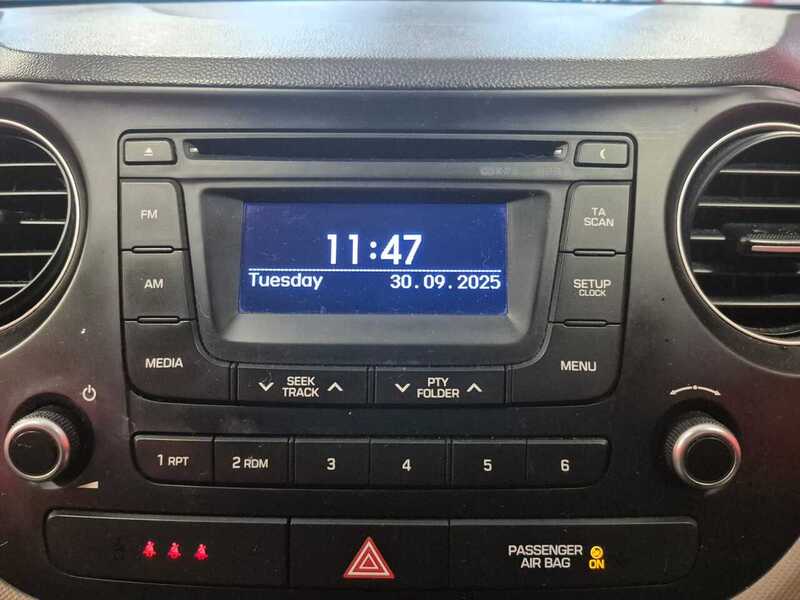 FM
TA
SCAN
11:47
Tuesday 30.09.2025
AM
SETUP
CLOCK
MEDIA
SEEK
TRACK
PTY
FOLDER
MENU
1 RPT 2 RDM 3 4 5 6
PASSENGER
AIR BAG ON